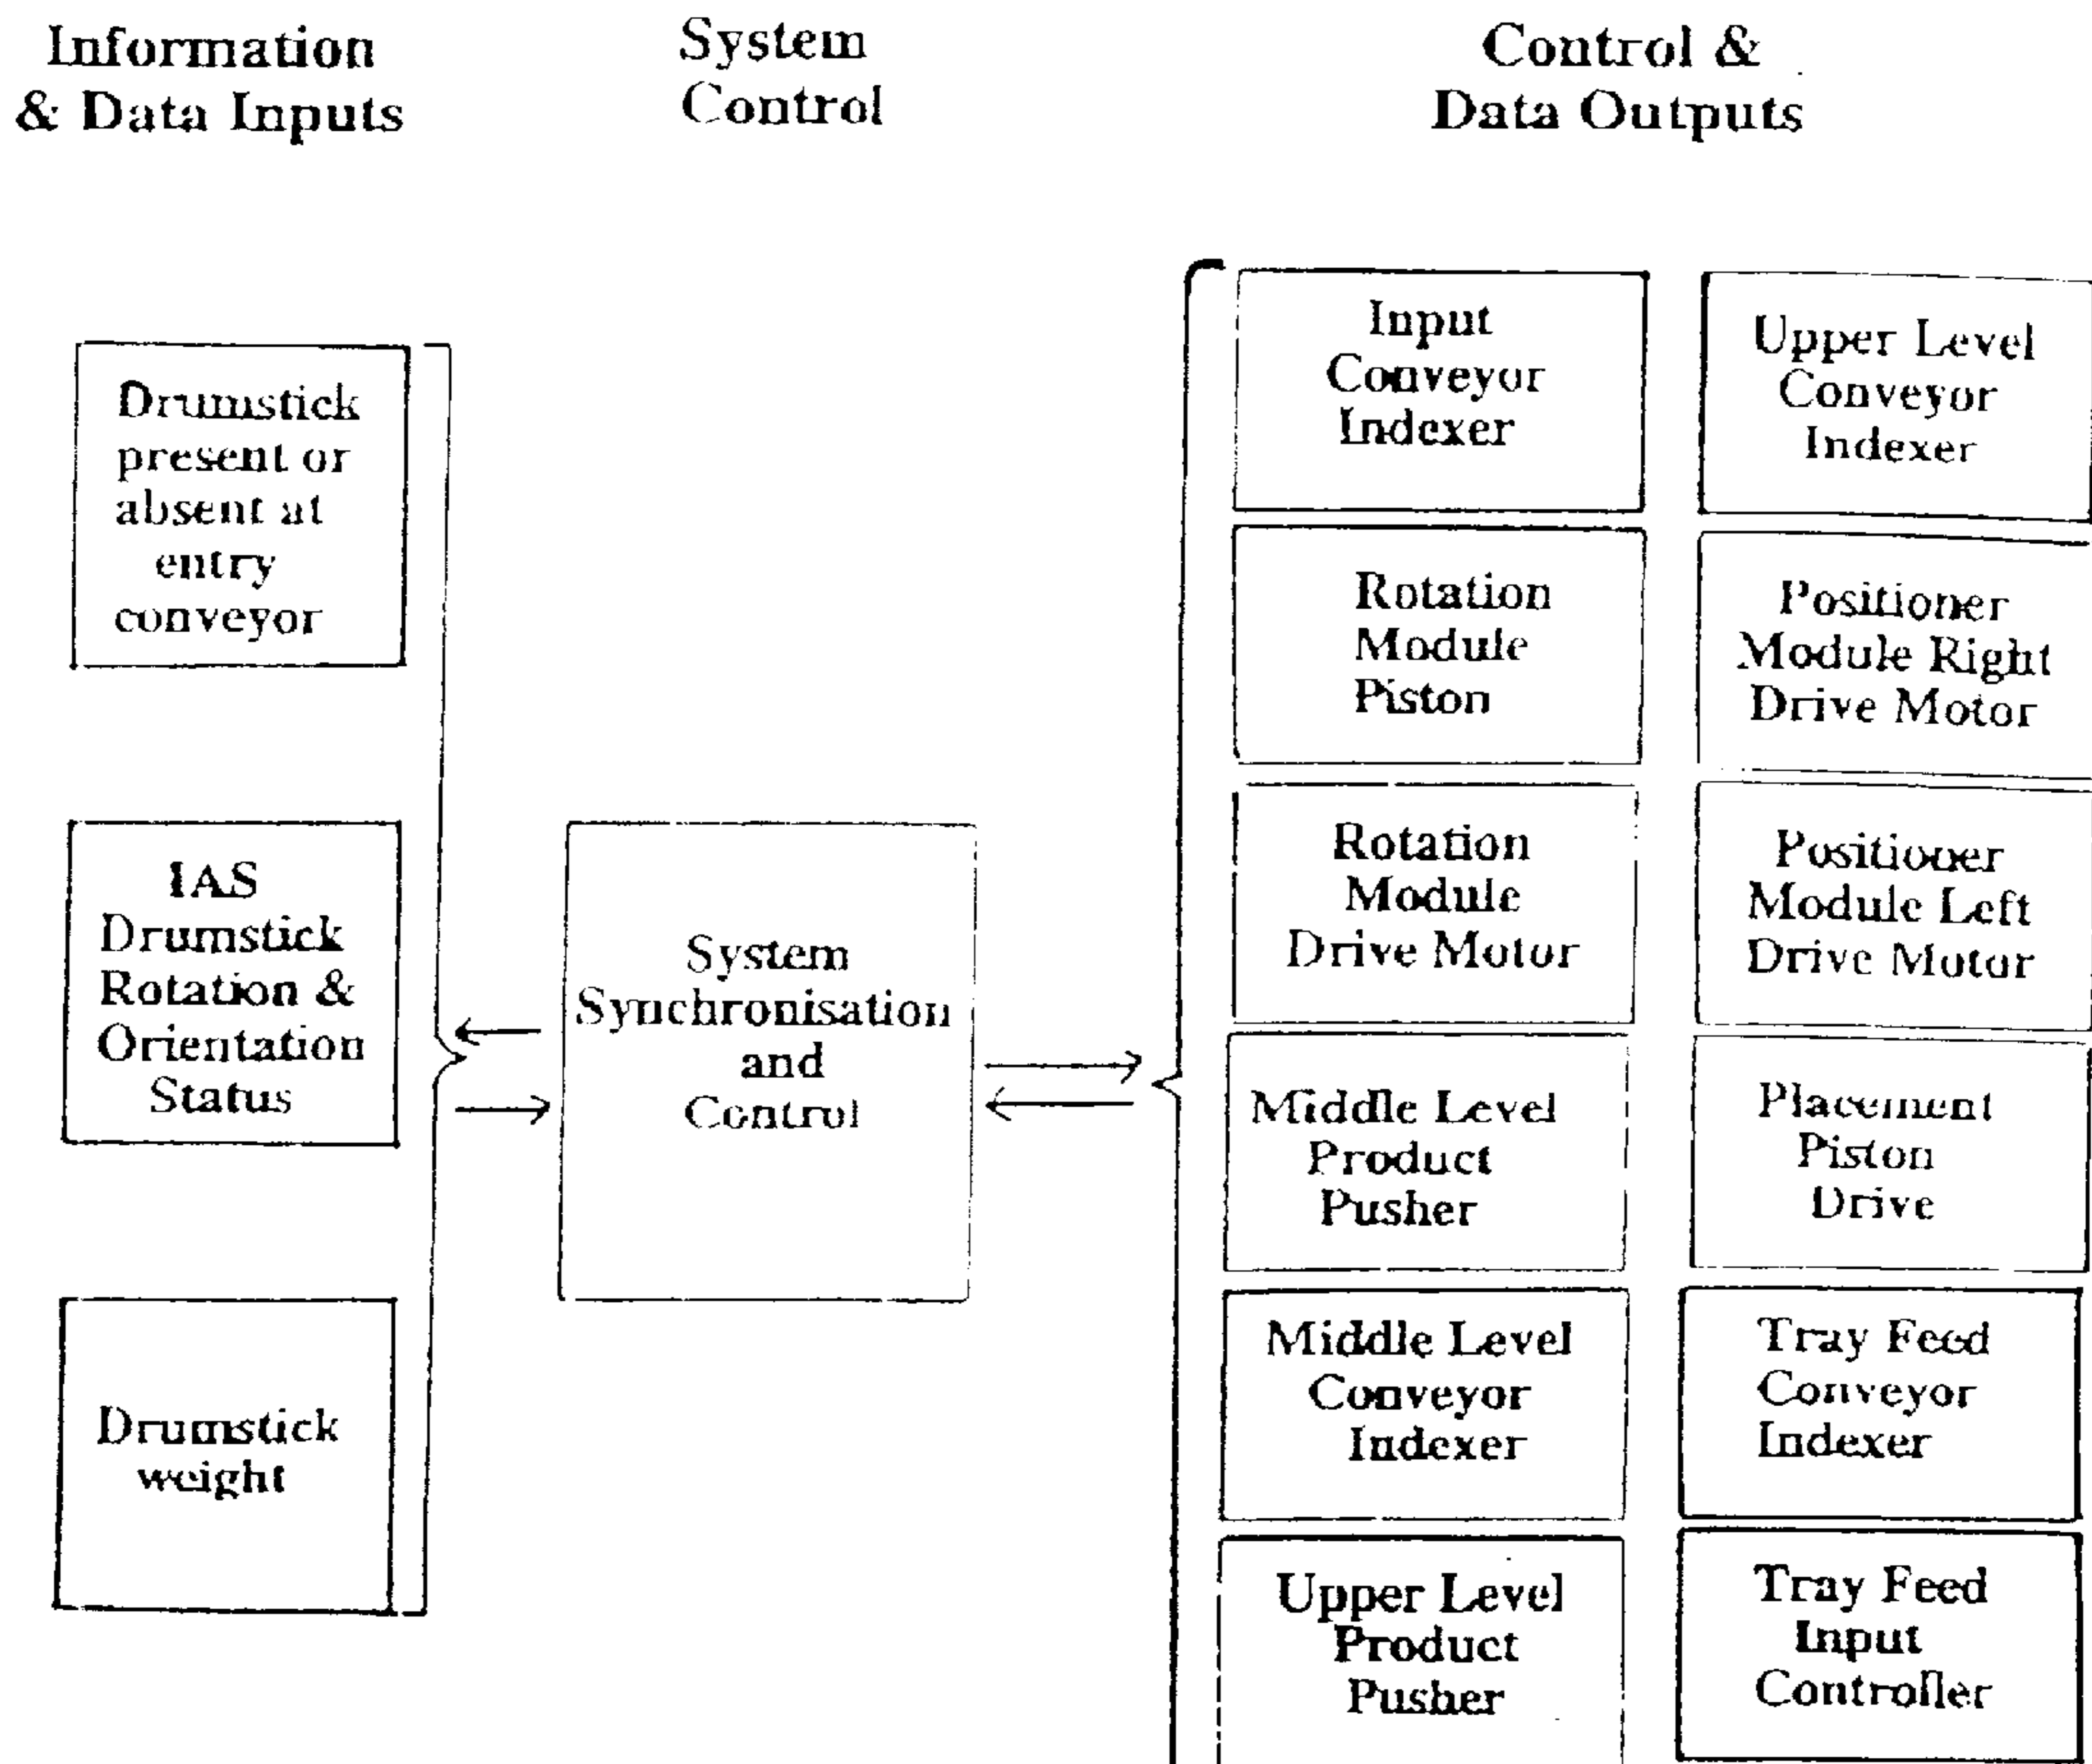 Information
& Data Inputs
System
Control
Control &
Data Outputs
Drumstick
present or
absent at
entry
conveyor
IAS
Drumstick
Rotation &
Orientation
Status
Drumstick
weight
System
Synchronisation
and
Control
Input
Conveyor
Indexer
Rotation
Module
Piston
Rotation
Module
Drive Motor
Middle Level
Product
Pusher
Middle Level
Conveyor
Indexer
Upper Level
Product
Pusher
Upper Level
Conveyor
Indexer
Positioner
Module Right
Drive Motor
Positioner
Module Left
Drive Motor
Placement
Piston
Drive
Tray Feed
Conveyor
Indexer
Tray Feed
Input
Controller